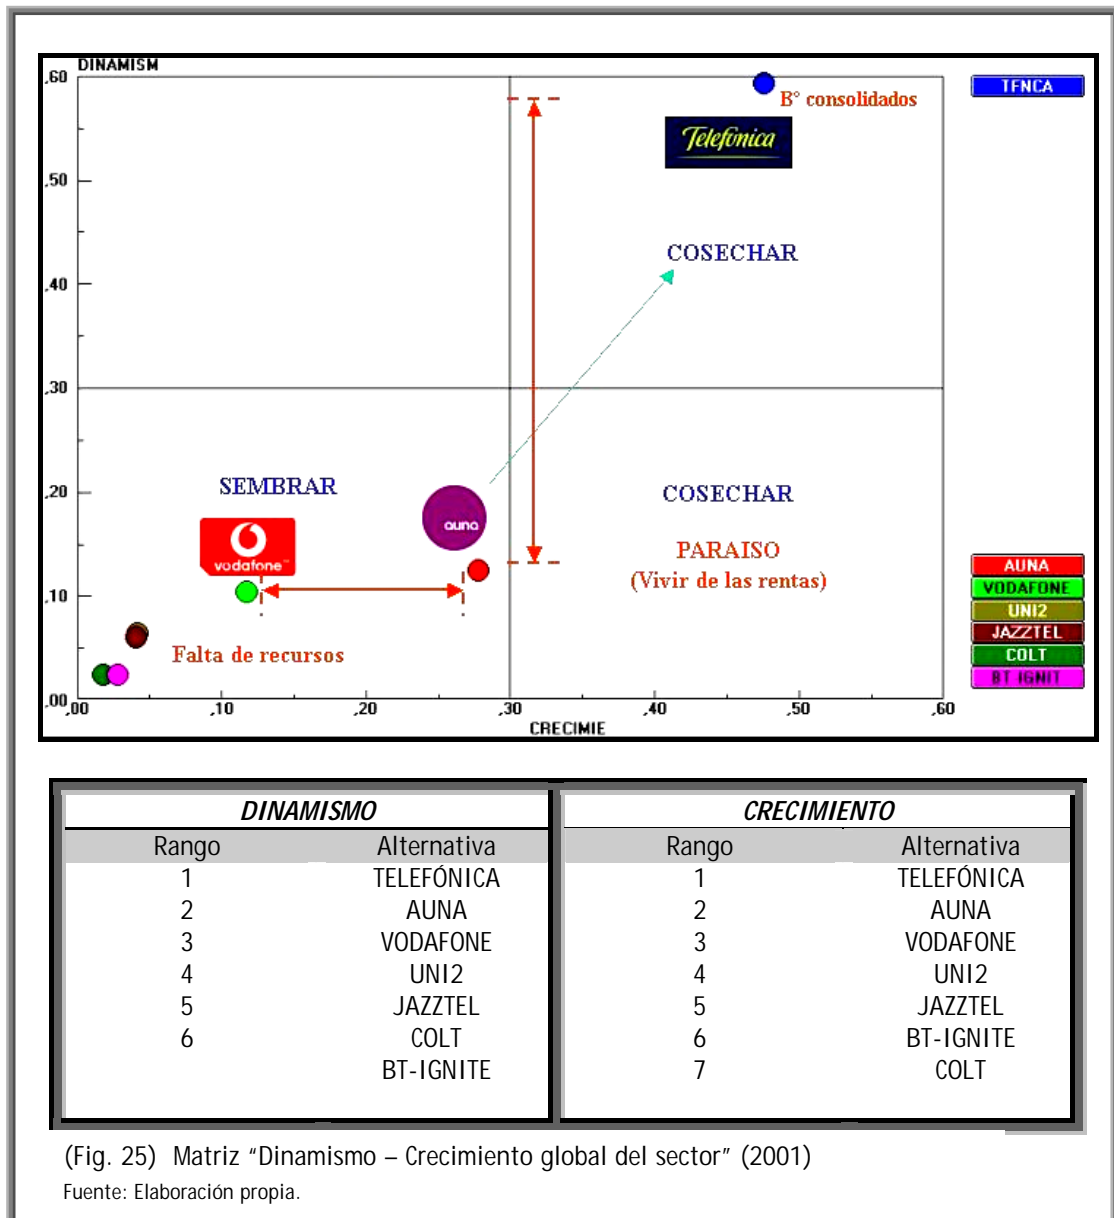 DINAMISM
,60
TFNCA
B° consolidados
Telefónica
,50
COSECHAR
,40
,30
SEMBRAR
,20
COSECHAR
auna
vodafone™
PARAISO
(Vivir de las rentas)
AUNA
VODAFONE
UNI2
JAZZTEL
COLT
BT-IGNIT
,10
Falta de recursos
,00
,00 ,10 ,20 ,30 ,40 ,50 ,60
CRECIMIE
DINAMISMO CRECIMIENTO
Rango Alternativa Rango Alternativa
1 TELEFÓNICA 1 TELEFÓNICA
2 AUNA 2 AUNA
3 VODAFONE 3 VODAFONE
4 UNI2 4 UNI2
5 JAZZTEL 5 JAZZTEL
6 COLT 6 BT-IGNITE
BT-IGNITE 7 COLT
(Fig. 25) Matriz “Dinamismo – Crecimiento global del sector” (2001)
Fuente: Elaboración propia.